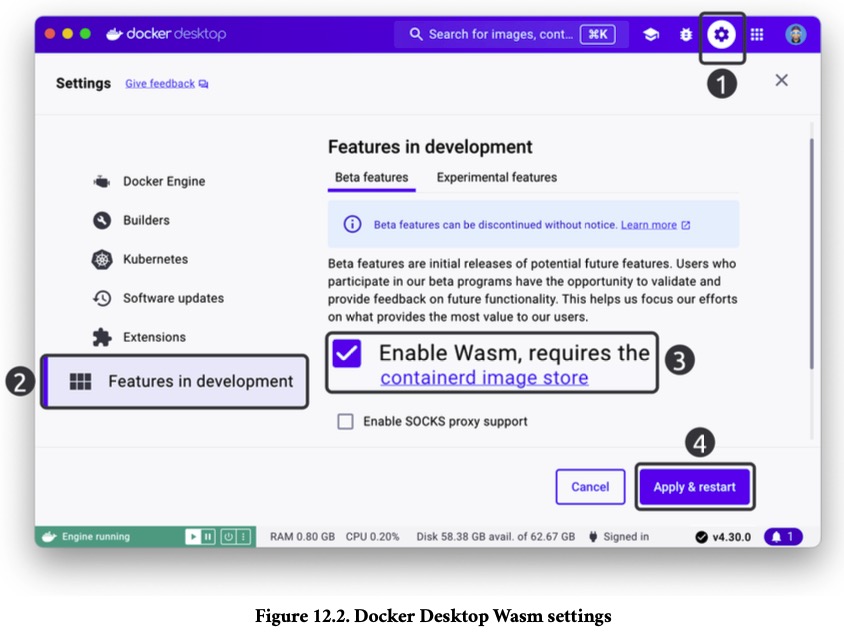 docker desktop
Search for images, cont...
⌘K
1
Settings
Give feedback
Features in development
Docker Engine
Builders
Kubernetes
Software updates
Extensions
2
Features in development
Beta features
Experimental features
Beta features can be discontinued without notice. Learn more
Beta features are initial releases of potential future features. Users who
participate in our beta programs have the opportunity to validate and
provide feedback on future functionality. This helps us focus our efforts
on what provides the most value to our users.
Enable Wasm, requires the
containerd image store
3
Enable SOCKS proxy support
4
Cancel
Apply & restart
Engine running
RAM 0.80 GB CPU 0.20% Disk 58.38 GB avail. of 62.67 GB
Signed in
v4.30.0
1
Figure 12.2. Docker Desktop Wasm settings